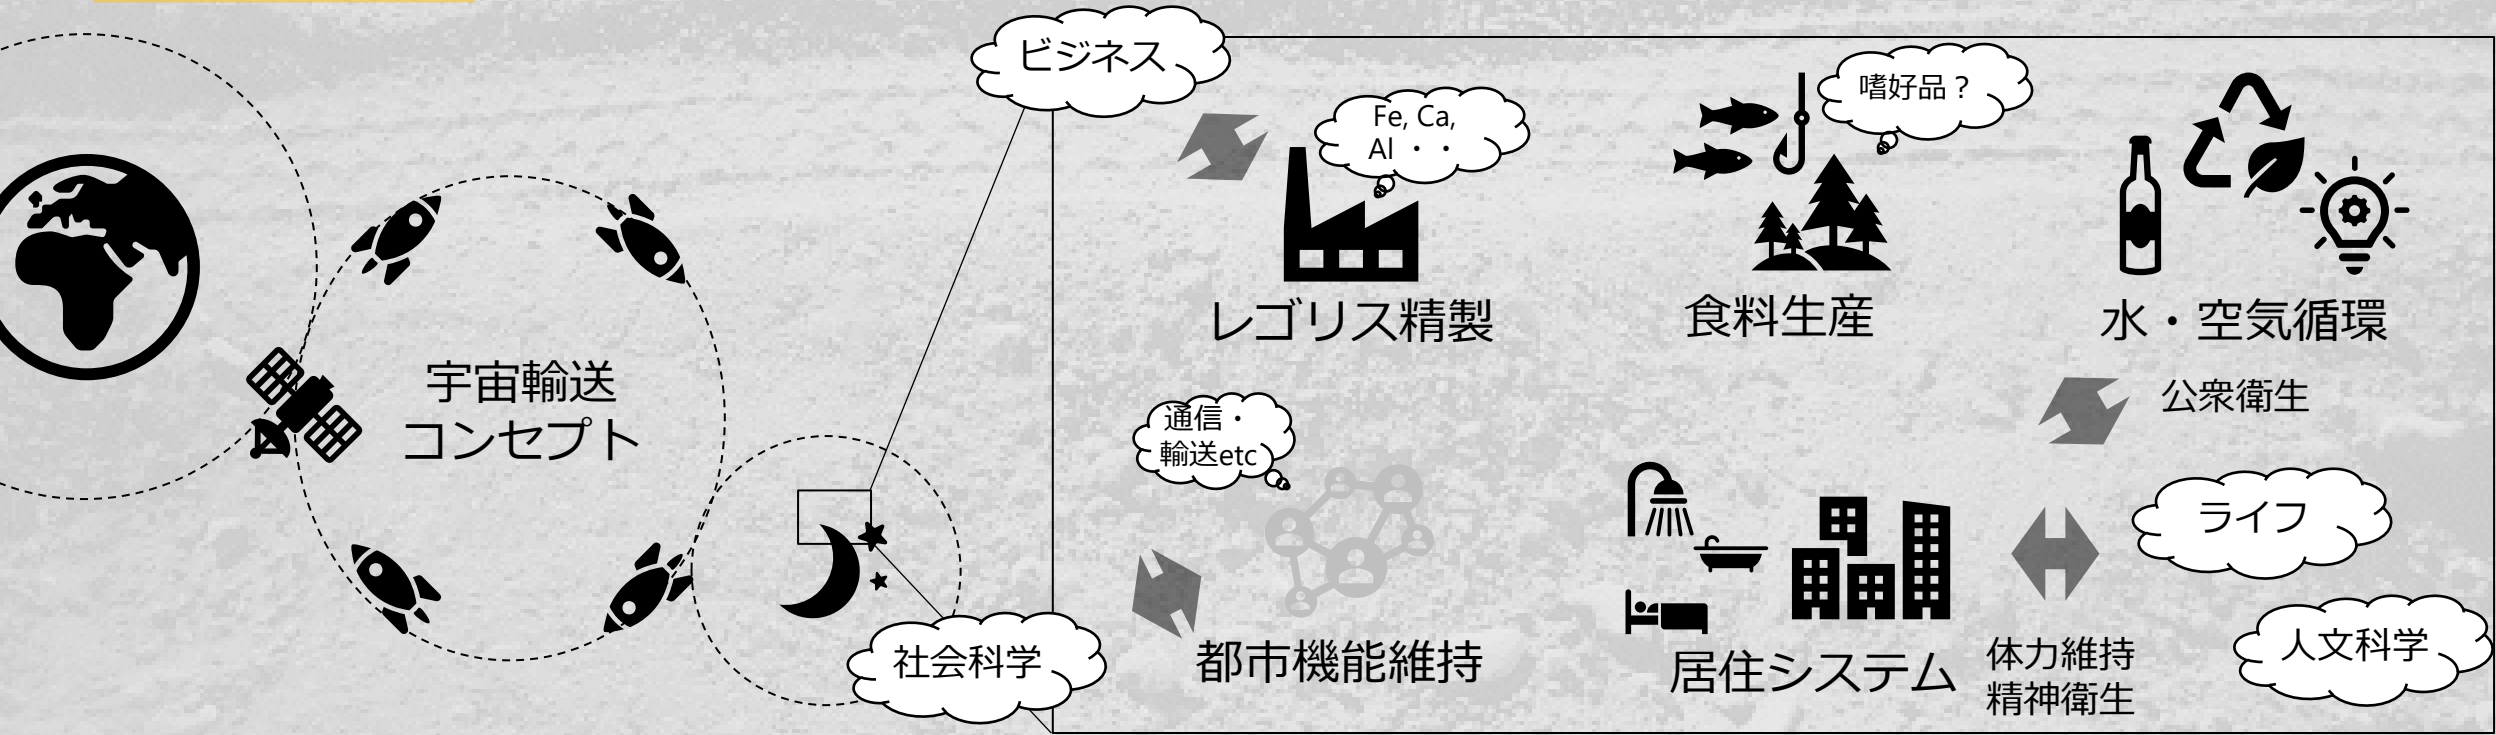 ビジネス
Fe, Ca,
Al ・・
嗜好品？
レゴリス精製
食料生産
水・空気循環
宇宙輸送
コンセプト
通信・
輸送etc
公衆衛生
ライフ
社会科学
都市機能維持
居住システム
体力維持
精神衛生
人文科学